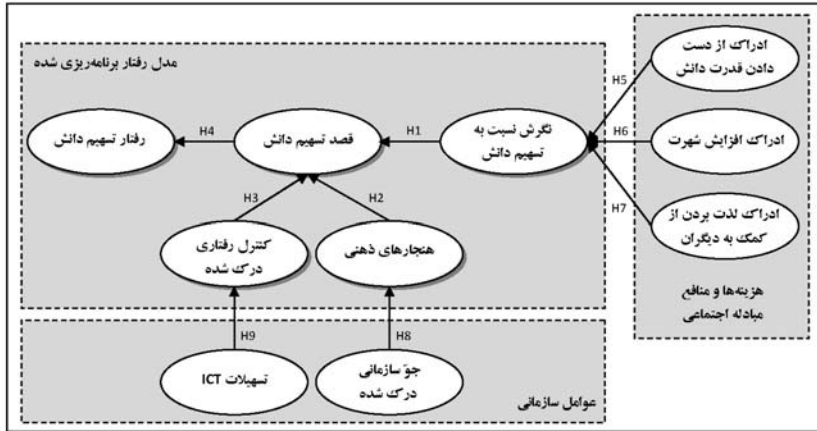 ادراک از دست
دادن قدرت دانش
مدل رفتار برنامه‌ریزی شده
H5
رفتار تسهیم دانش
H4
قصد تسهیم دانش
H1
نگرش نسبت به
تسهیم دانش
H6
ادراک افزایش شهرت
H3
H2
H7
ادراک لذت بردن از
کمک به دیگران
کنترل رفتاری
درک شده
هنجارهای ذهنی
هزینه‌ها و منافع
مبادله اجتماعی
H9
H8
تسهیلات ICT
جوّ سازمانی
درک شده
عوامل سازمانی